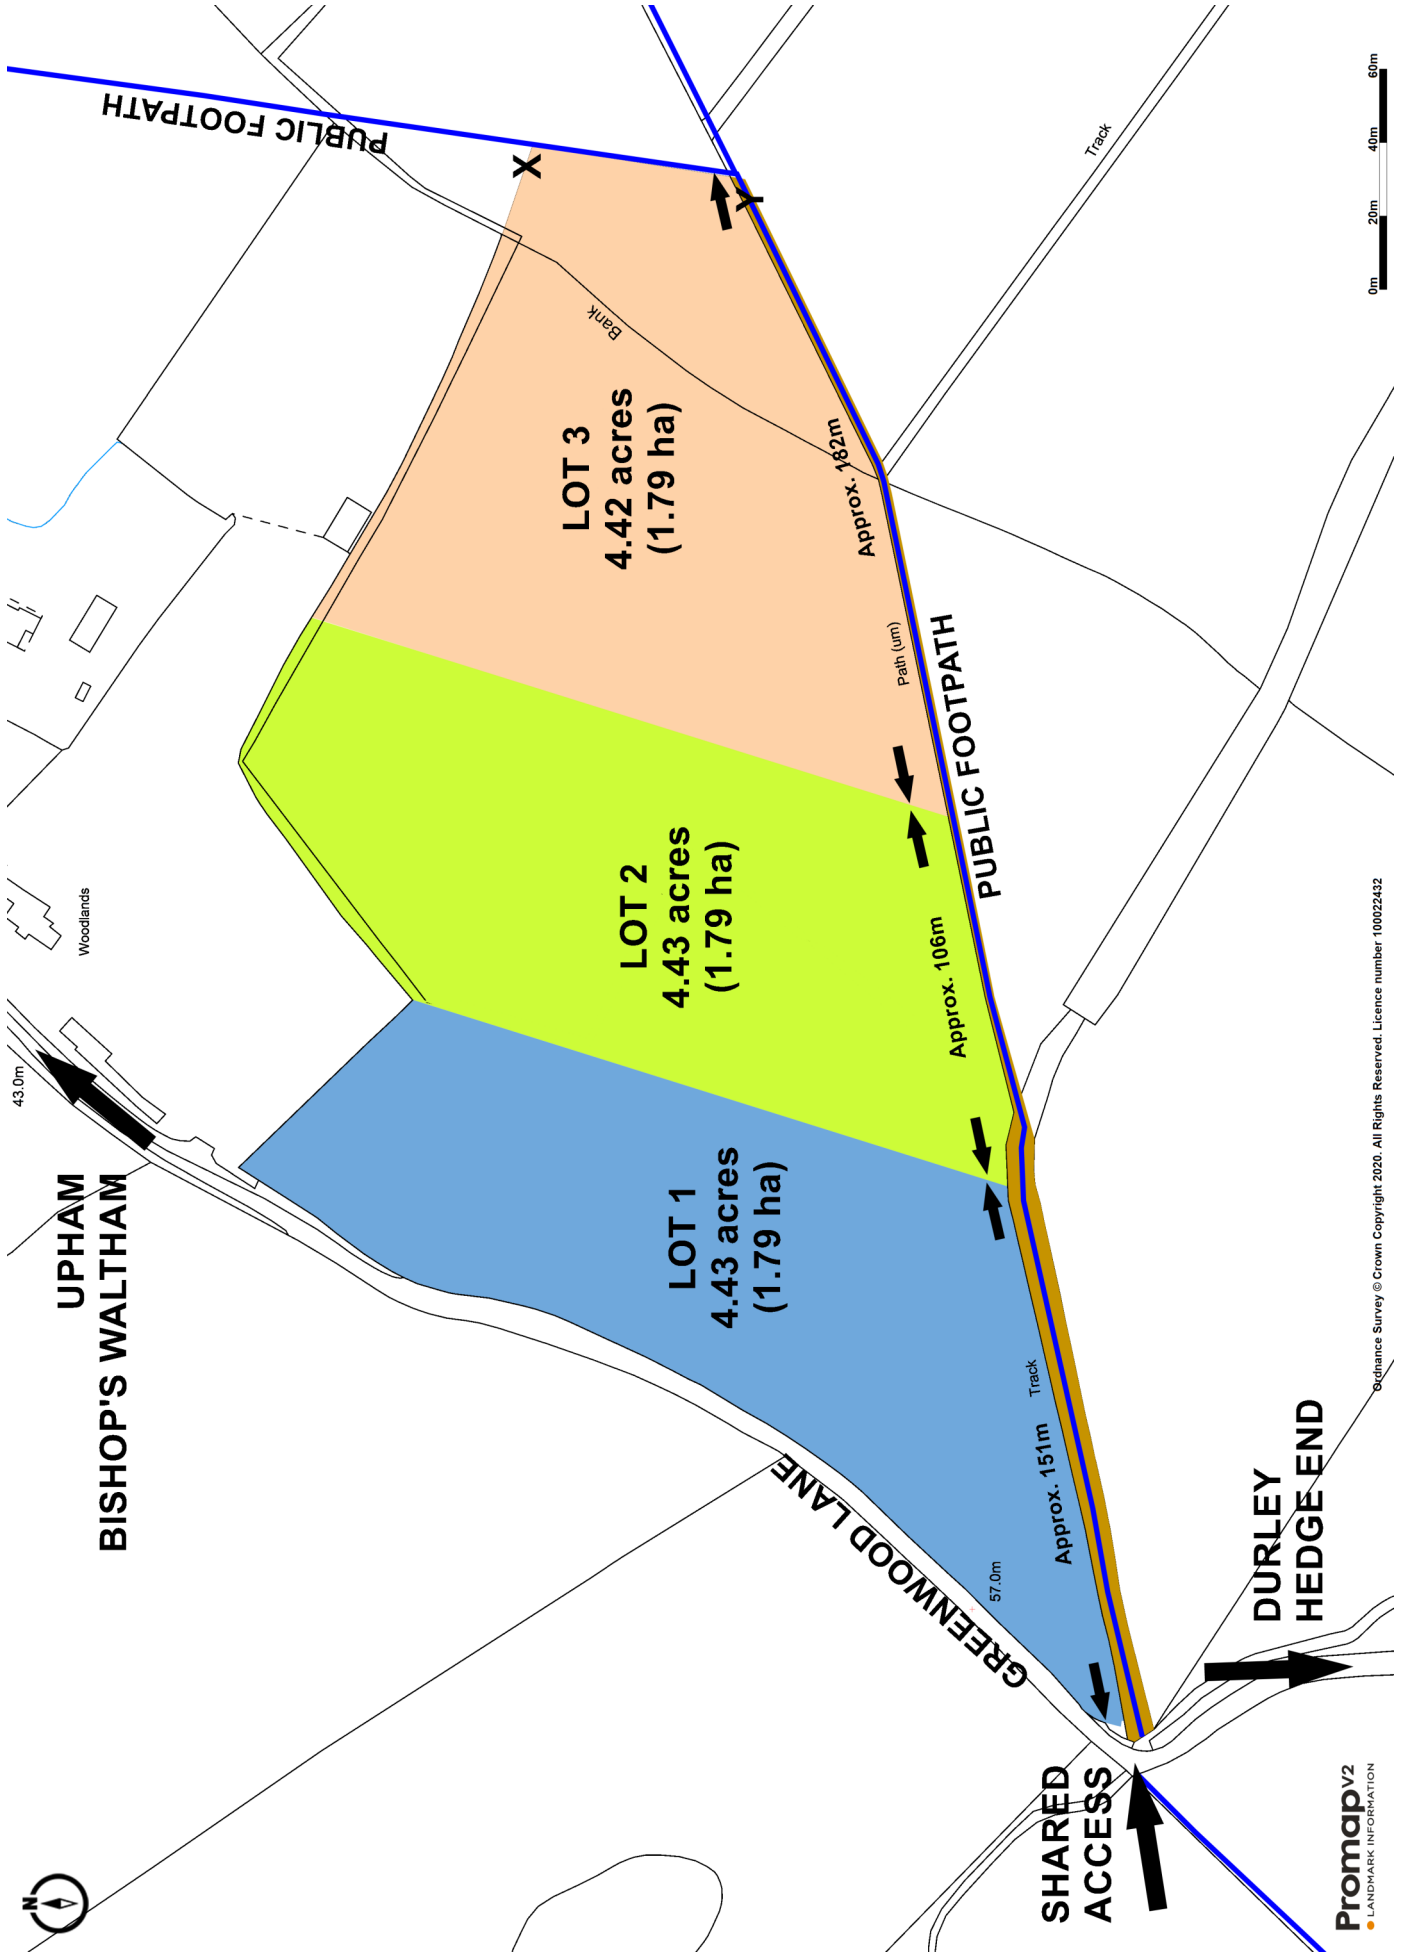 N
UPHAM
BISHOP'S WALTHAM
43.0m
Woodlands
PUBLIC FOOTPATH
X
Y
Bank
Track
LOT 3
4.42 acres
(1.79 ha)
LOT 2
4.43 acres
(1.79 ha)
LOT 1
4.43 acres
(1.79 ha)
Approx. 182m
Path (um)
PUBLIC FOOTPATH
Approx. 106m
Track
Approx. 151m
GREENWOOD LANE
57.0m
SHARED
ACCESS
DURLEY
HEDGE END
0m 20m 40m 60m
Ordnance Survey © Crown Copyright 2020. All Rights Reserved. Licence number 100022432
Promap V2
LANDMARK INFORMATION